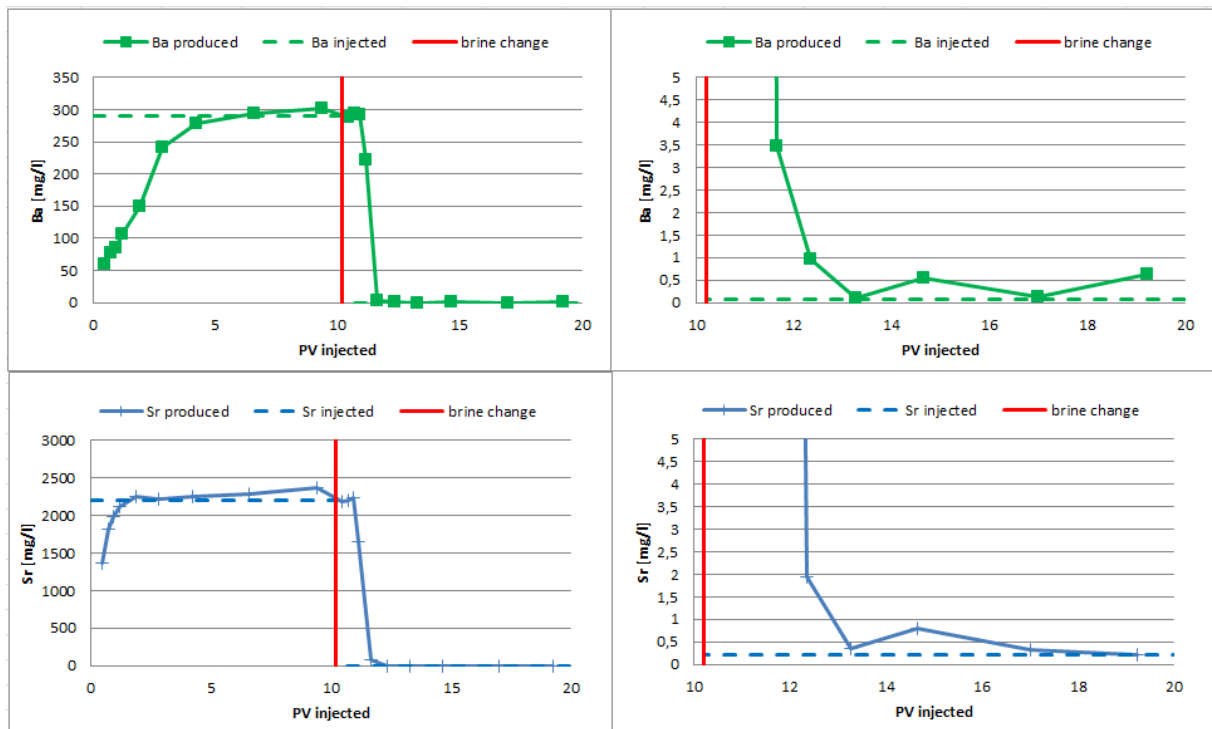 Ba produced Ba injected brine change
350
300
250
200
150
100
50
0
Ba [mg/l]
0 5 10 15 20
PV injected
Ba produced Ba injected brine change
5
4,5
4
3,5
3
2,5
2
1,5
1
0,5
0
Ba [mg/l]
10 12 14 16 18 20
PV injected
Sr produced Sr injected brine change
3000
2500
2000
1500
1000
500
0
Sr [mg/l]
0 5 10 15 20
PV injected
Sr produced Sr injected brine change
5
4,5
4
3,5
3
2,5
2
1,5
1
0,5
0
Sr [mg/l]
10 12 14 16 18 20
PV injected